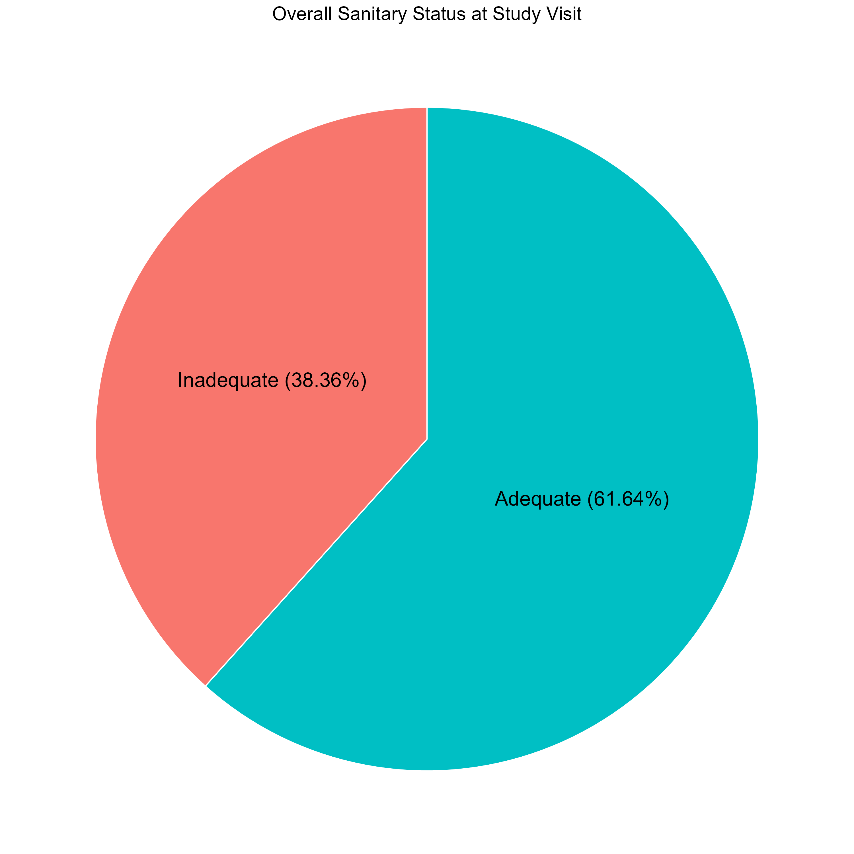 Overall Sanitary Status at Study Visit
Inadequate (38.36%)
Adequate (61.64%)